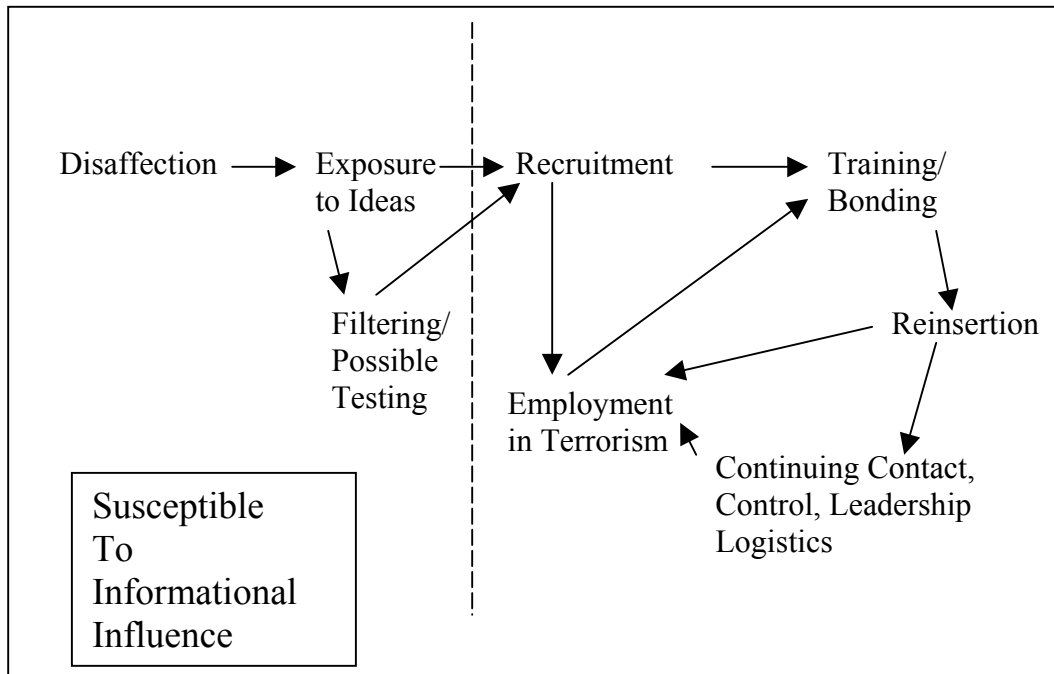 Disaffection
Exposure
to Ideas
Recruitment
Training/
Bonding
Filtering/
Possible
Testing
Reinsertion
Employment
in Terrorism
Continuing Contact,
Control, Leadership
Logistics
Susceptible
To
Informational
Influence